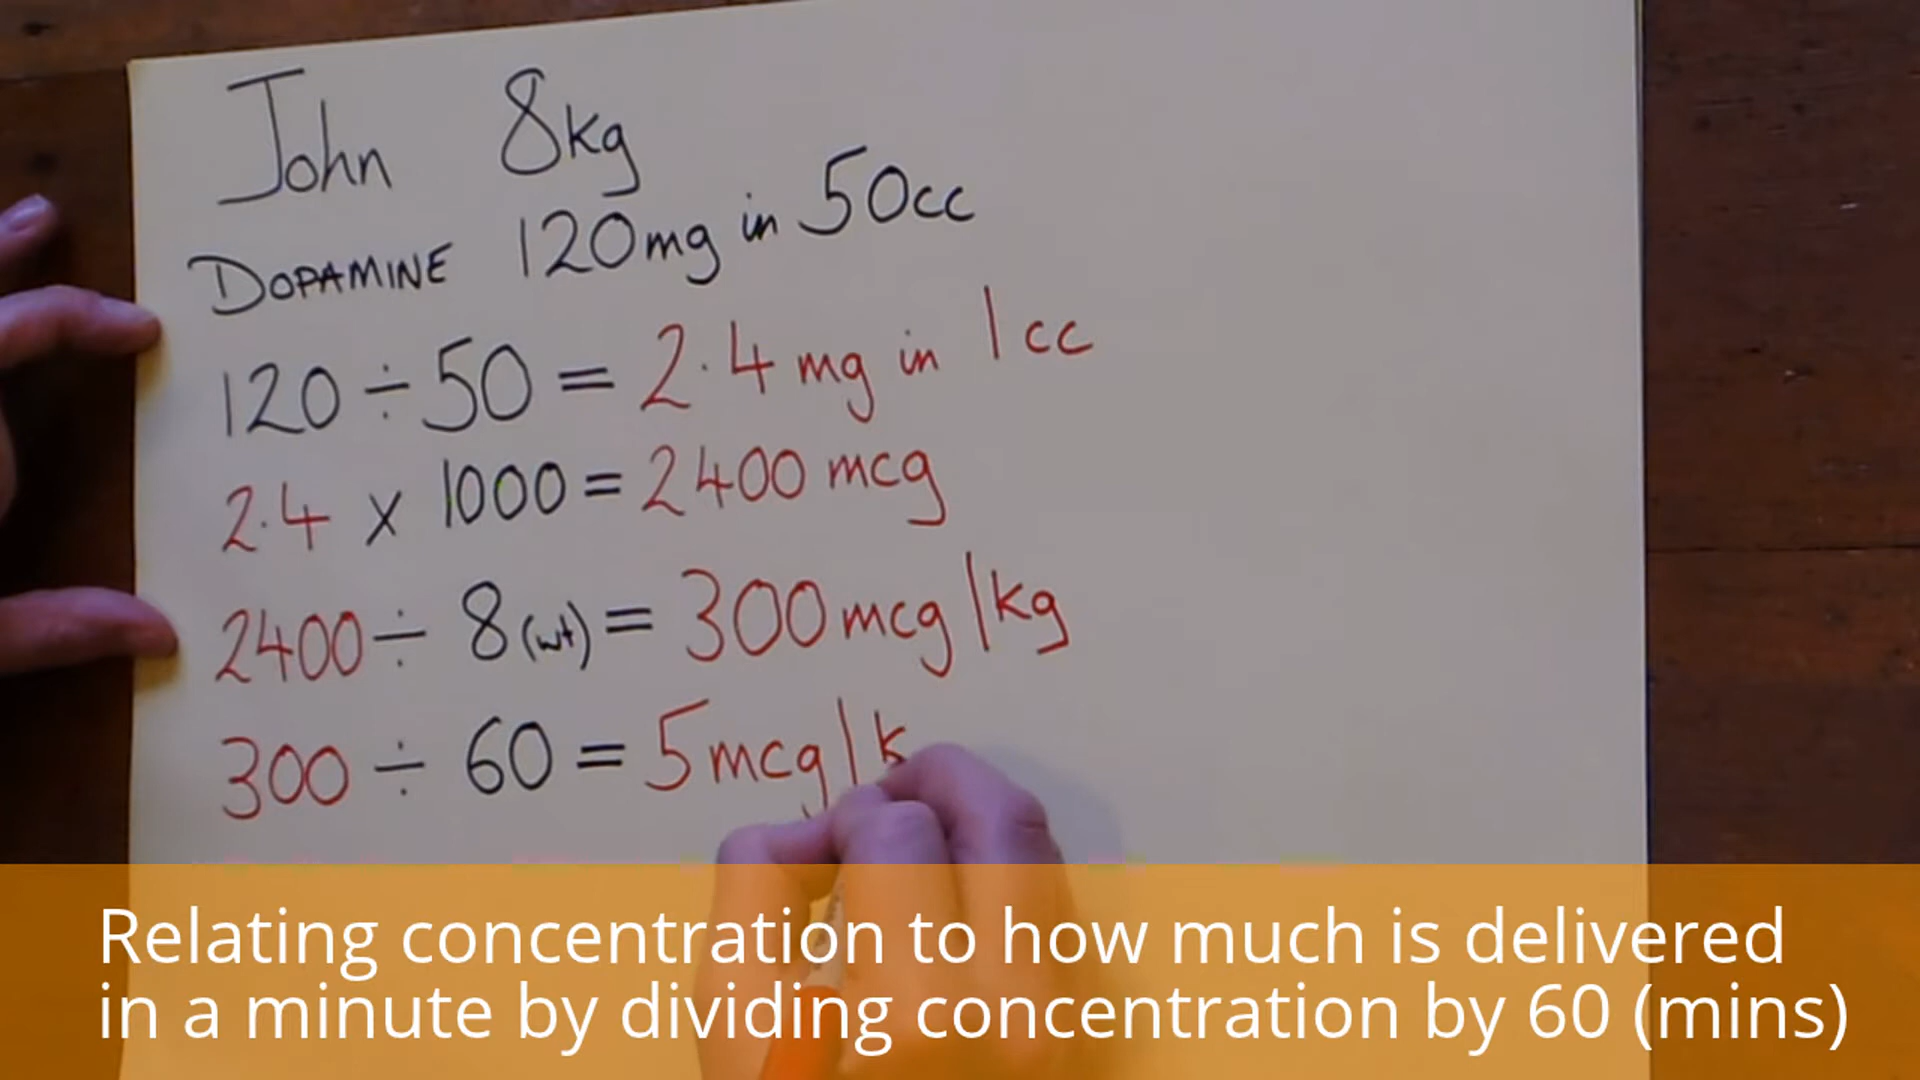 John 8kg
DOPAMINE 120mg in 50cc
120 ÷ 50 = 2.4 mg in 1cc
2.4 x 1000 = 2400 mcg
2400 ÷ 8 (wt) = 300mcg/kg
300 ÷ 60 = 5mcg/k
Relating concentration to how much is delivered
in a minute by dividing concentration by 60 (mins)